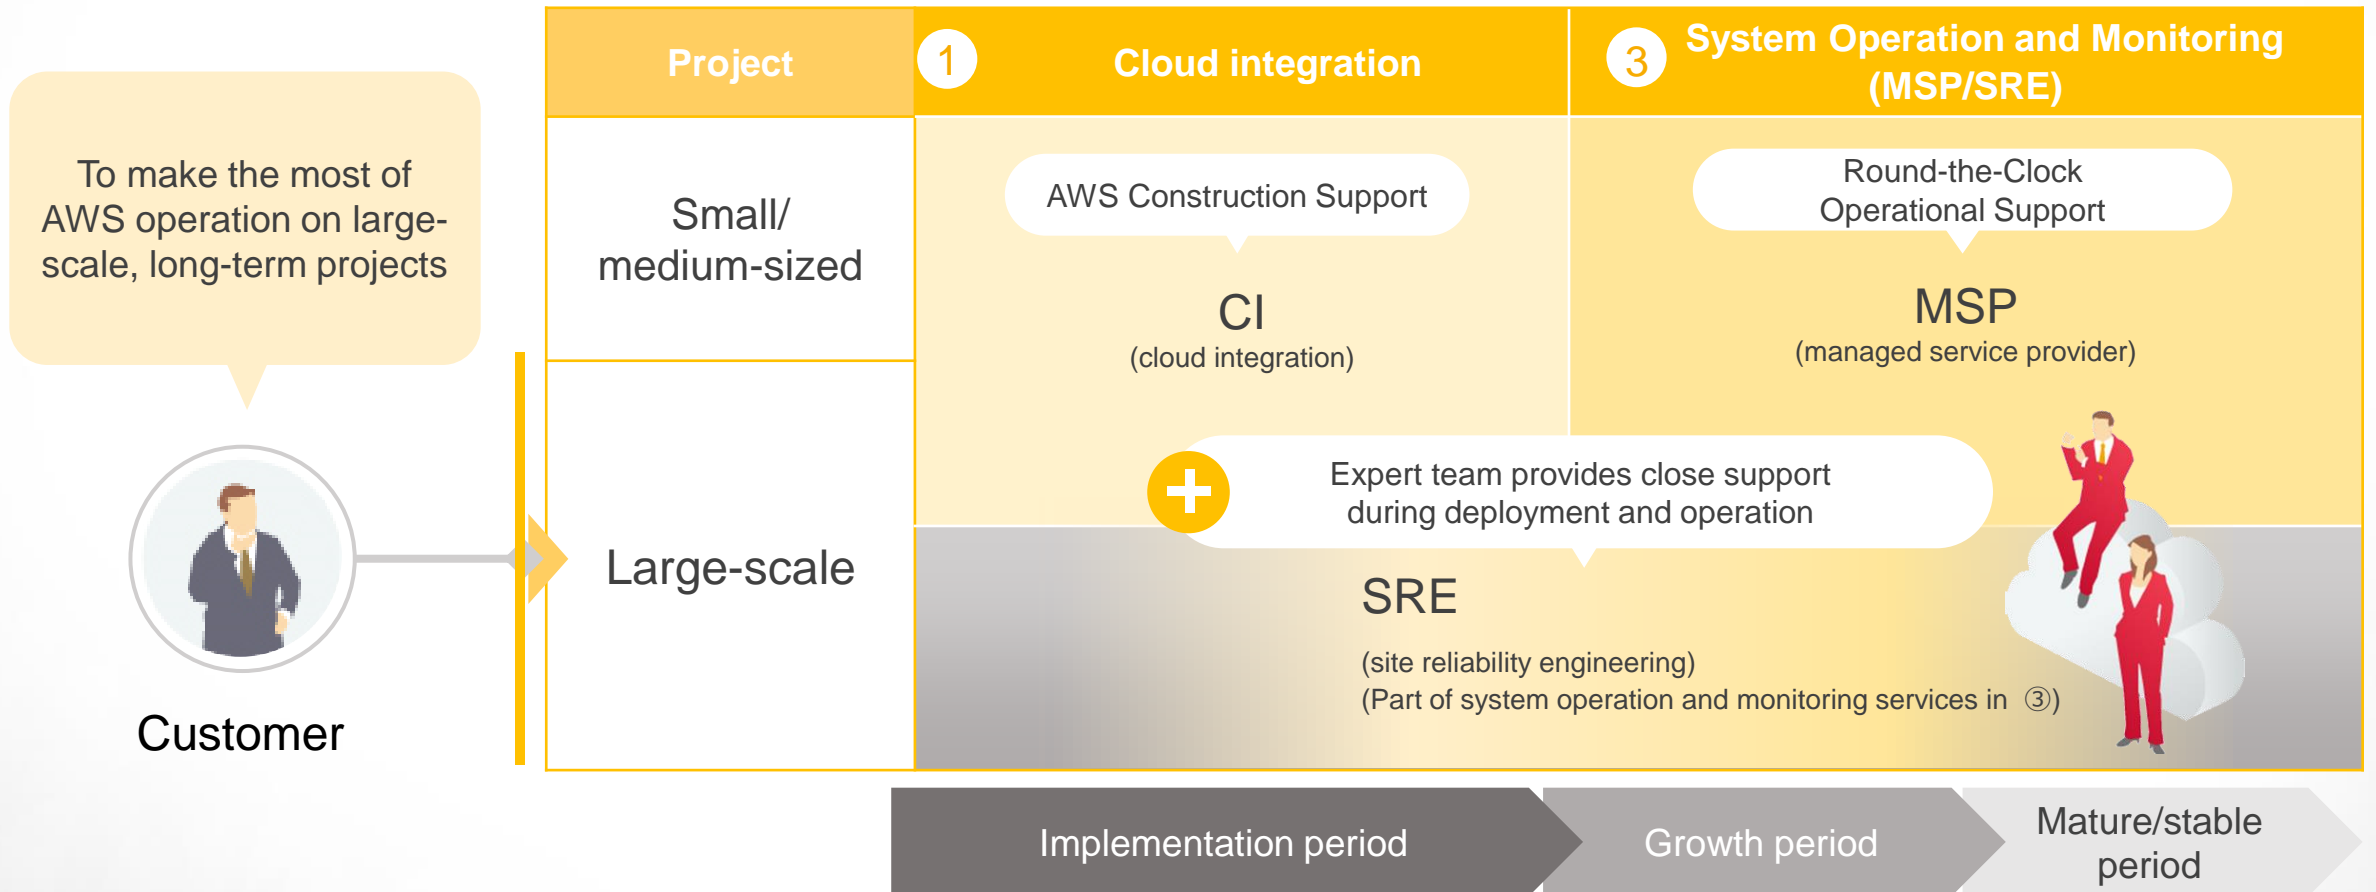 To make the most of
AWS operation on large-
scale, long-term projects
Customer
Project
1
Cloud integration
3
System Operation and Monitoring
(MSP/SRE)
Small/
medium-sized
AWS Construction Support
CI
(cloud integration)
Round-the-Clock
Operational Support
MSP
(managed service provider)
Large-scale
Expert team provides close support
during deployment and operation
SRE
(site reliability engineering)
(Part of system operation and monitoring services in ③)
Implementation period
Growth period
Mature/stable
period